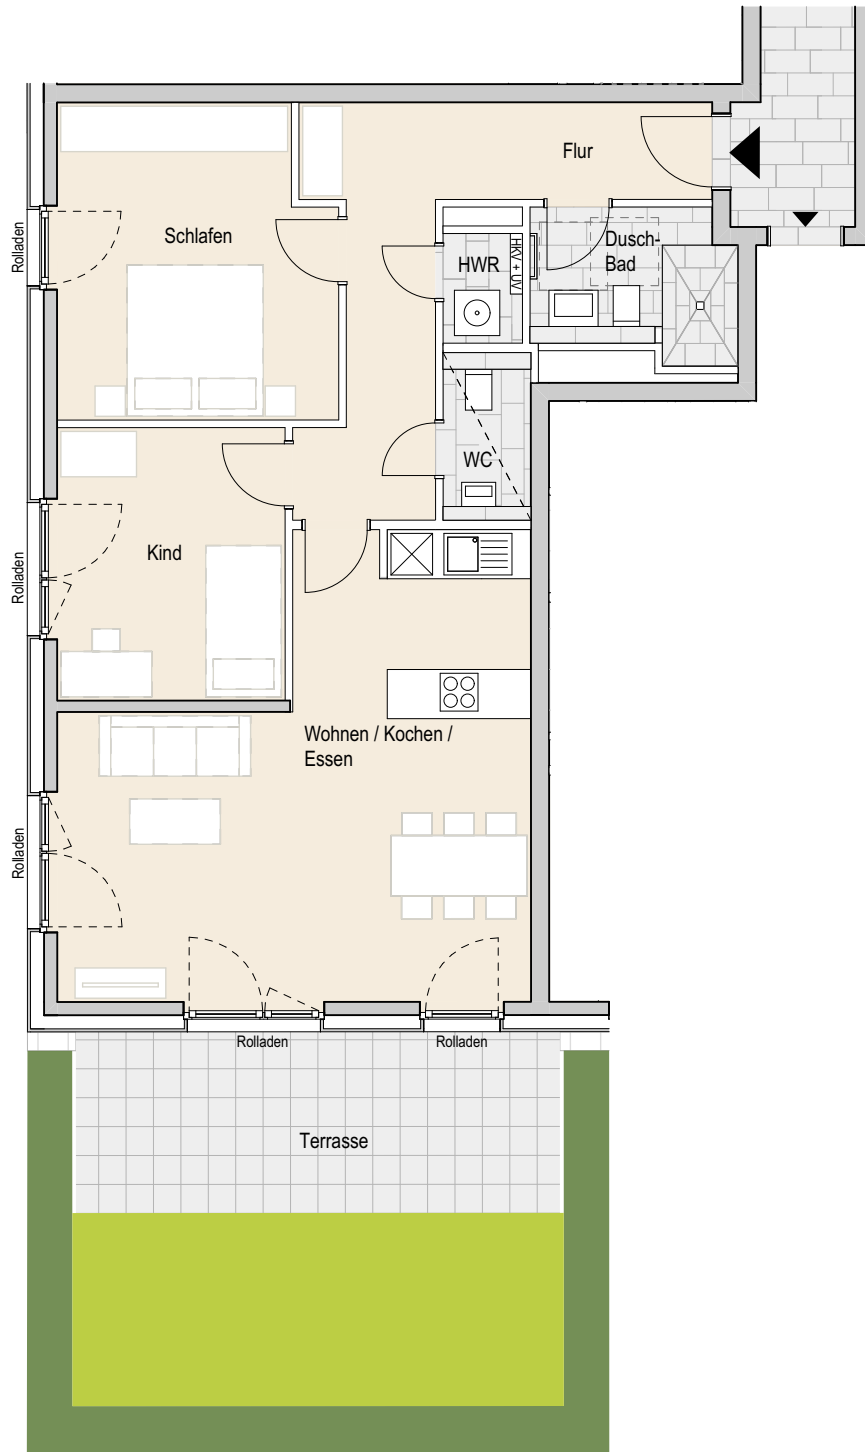 Flur
Schlafen
Rolladen
HWR
HKV + UV
Dusch-
Bad
WC
Kind
Rolladen
Wohnen / Kochen /
Essen
Rolladen
Rolladen
Rolladen
Terrasse